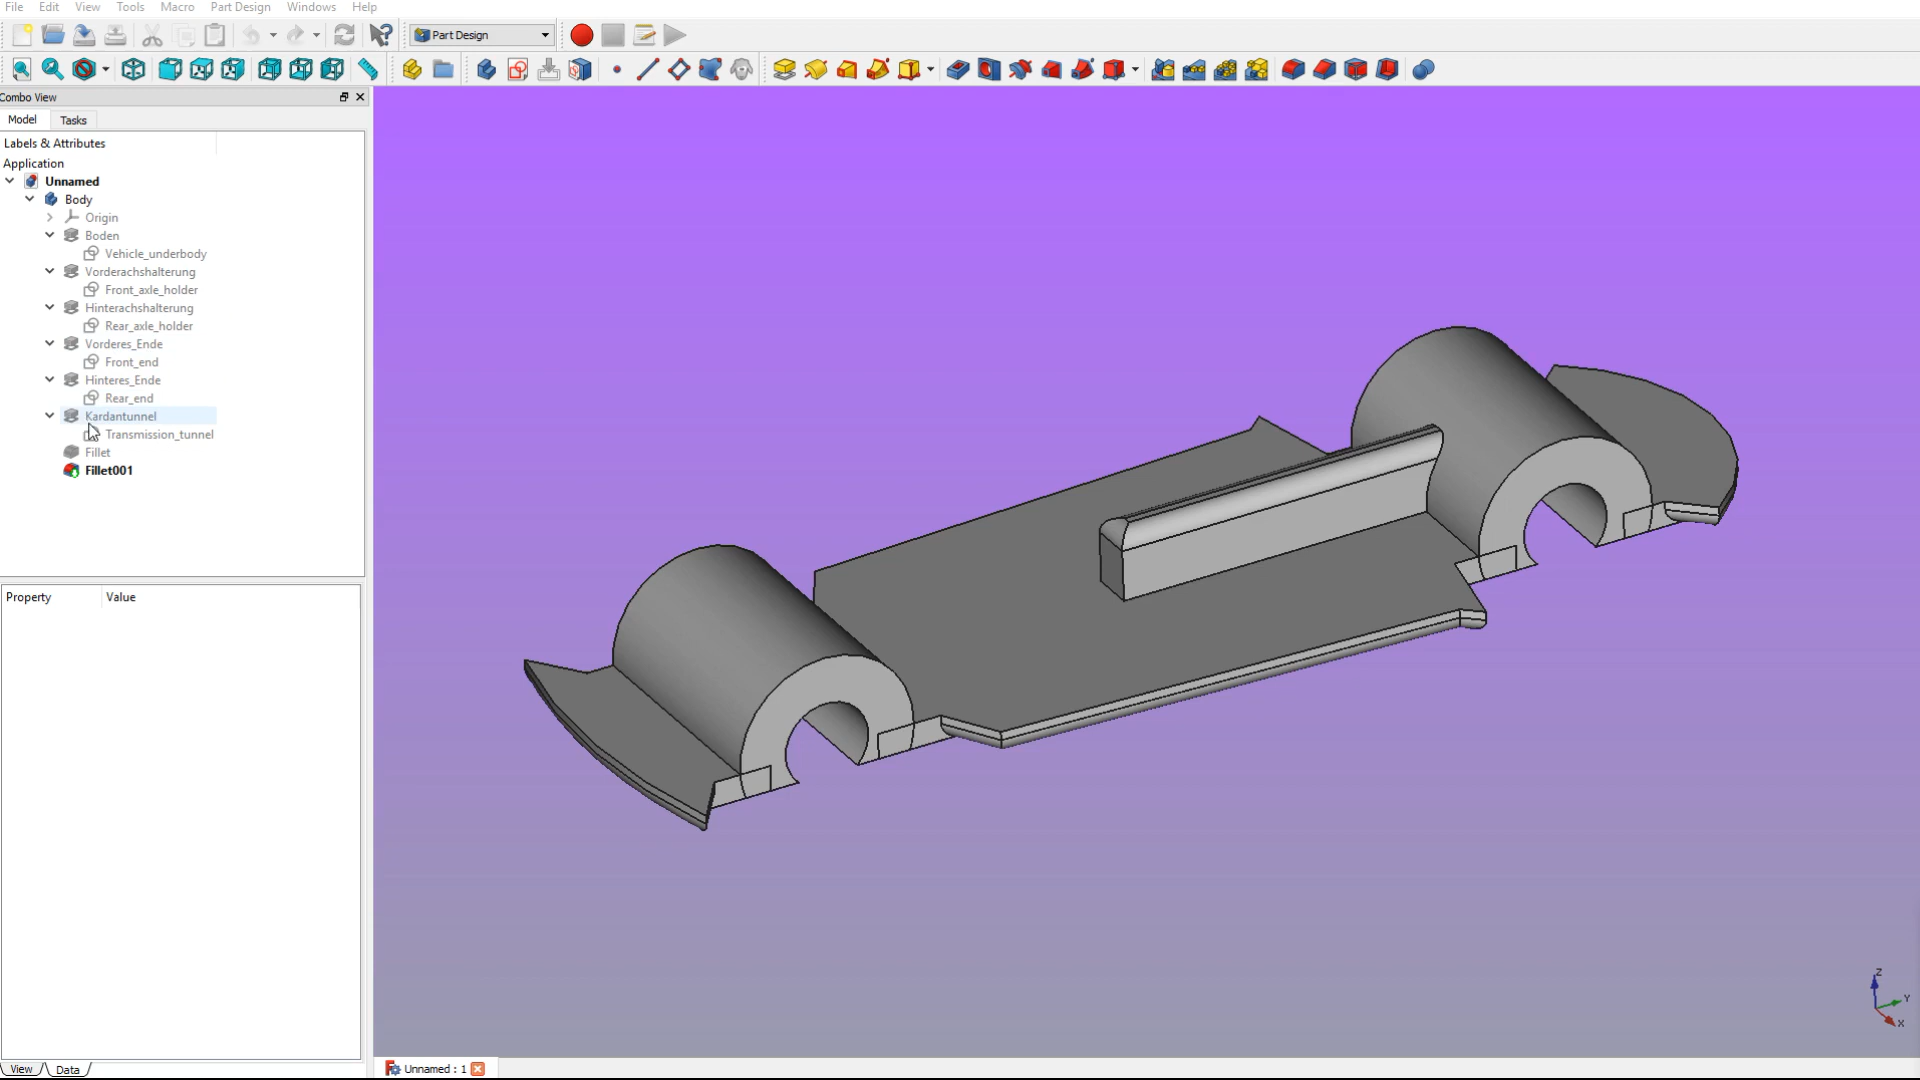 File Edit View Tools Macro Part Design Windows Help
Part Design
Combo View
Model Tasks
Labels & Attributes
Application
Unnamed
Body
Origin
Boden
Vehicle_underbody
Vorderachshalterung
Front_axle_holder
Hinterachshalterung
Rear_axle_holder
Vorderes_Ende
Front_end
Hinteres_Ende
Rear_end
Kardantunnel
Transmission_tunnel
Fillet
Fillet001
Property Value
Z
Y
X
View Data
Unnamed : 1